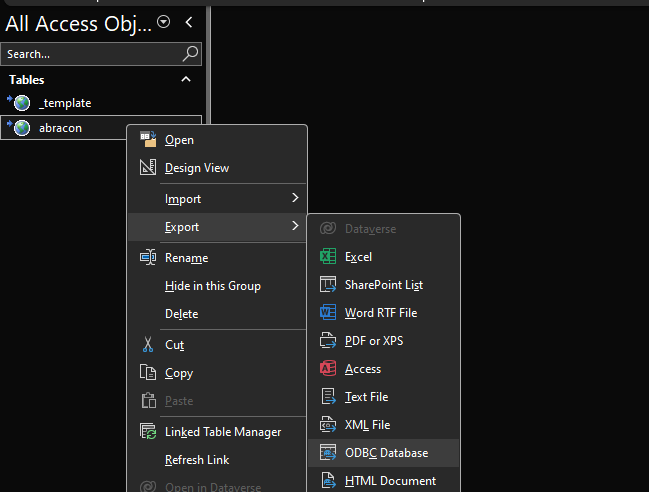 All Access Obj...
Search...
Tables
_template
abracon
Open
Design View
Import
Export
Rename
Hide in this Group
Delete
Cut
Copy
Paste
Linked Table Manager
Refresh Link
Open in Dataverse
Dataverse
Excel
SharePoint List
Word RTF File
PDF or XPS
Access
Text File
XML File
ODBC Database
HTML Document